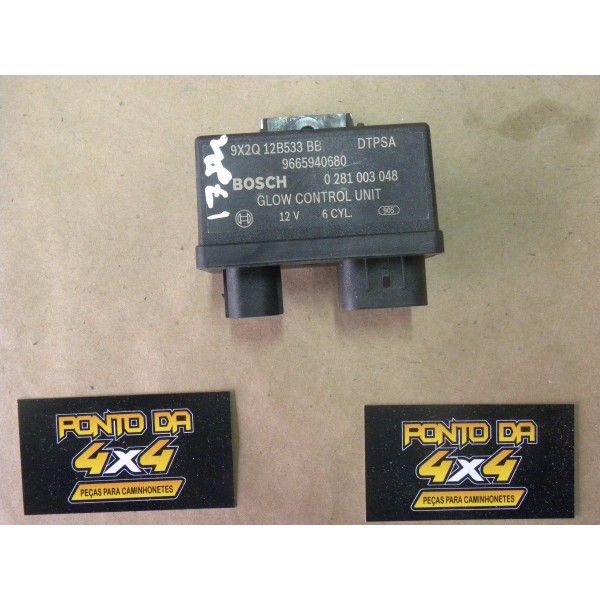 9X2Q 12B533 BB DTPSA
9665940680
BOSCH 0 281 003 048
GLOW CONTROL UNIT
12 V 6 CYL. 905
PONTO DA
4x4
PEÇAS PARA CAMINHONETES
PONTO DA
4x4
PEÇAS PARA CAMINHONETES